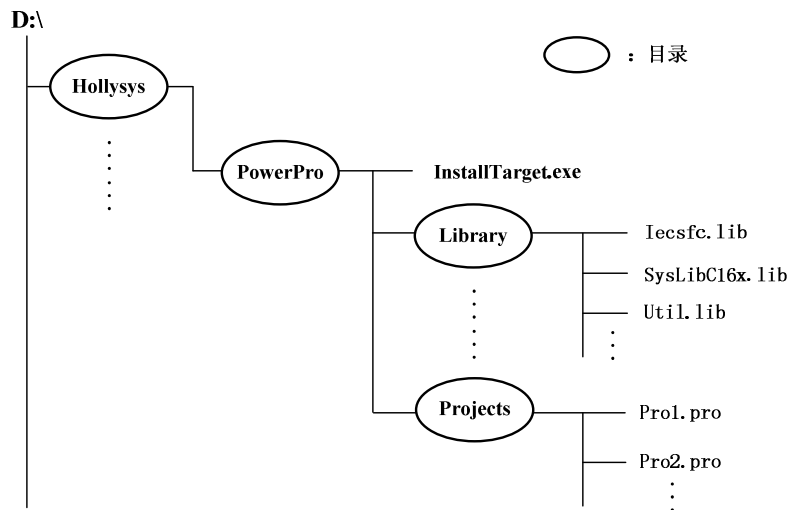 D:\
：目录
Hollysys
PowerPro
InstallTarget.exe
Library
Iecsfc.lib
SysLibC16x.lib
Util.lib
Projects
Pro1.pro
Pro2.pro